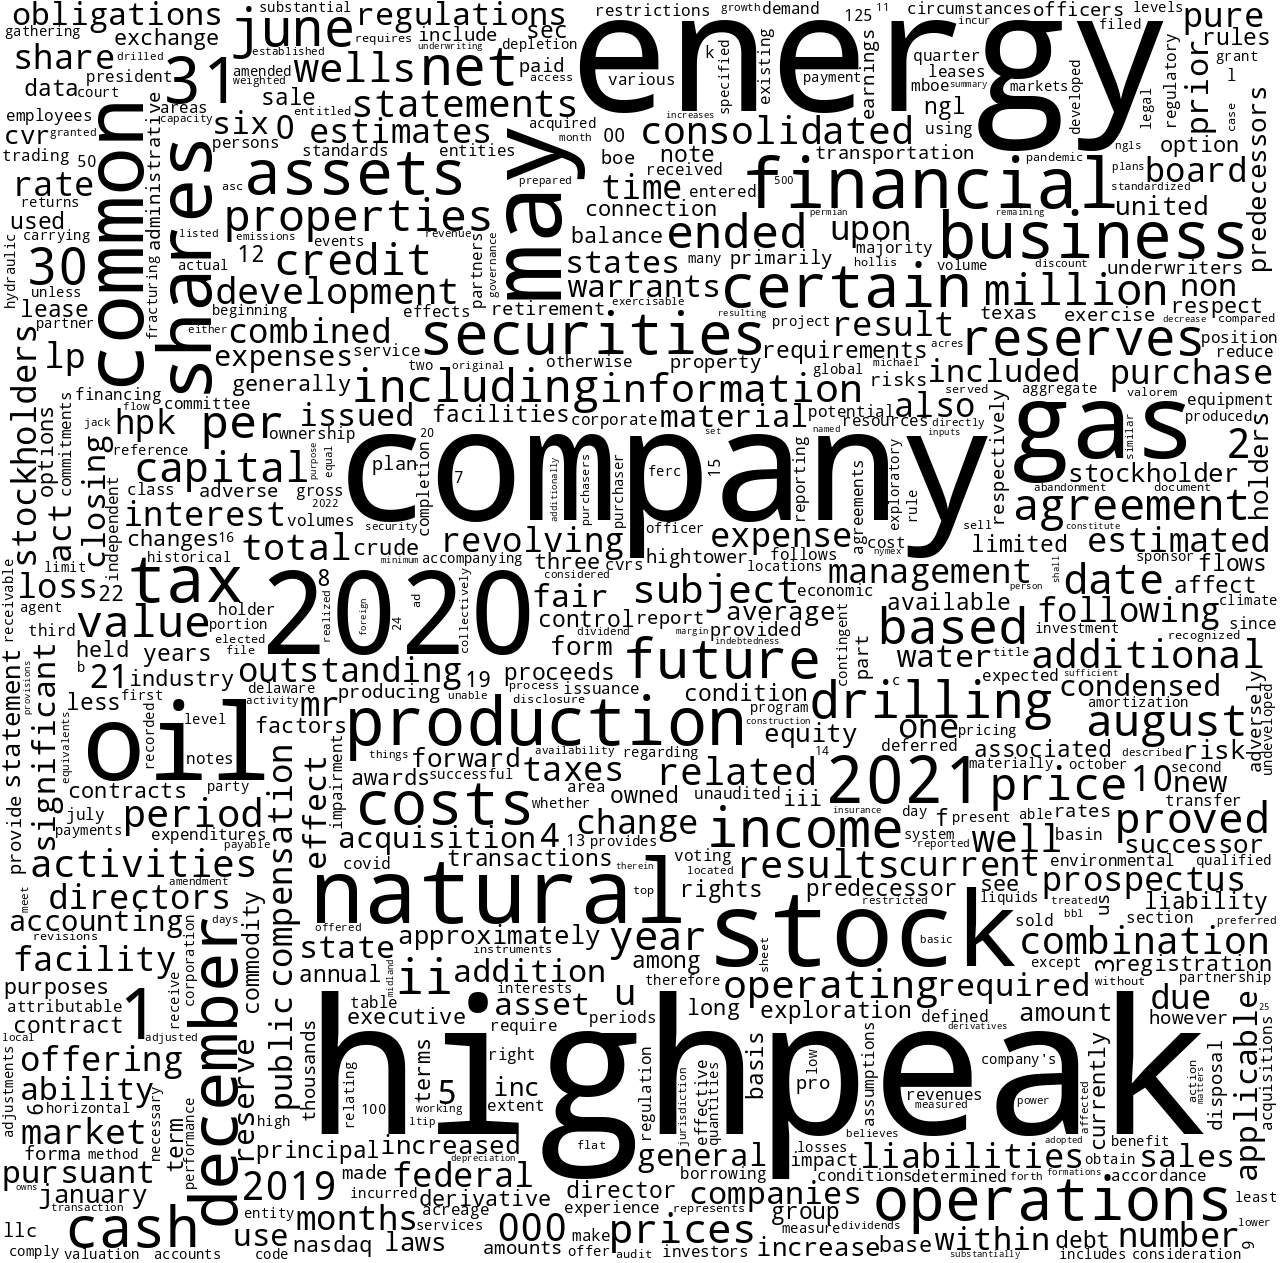 obligations
gathering
substantial
regulations
restrictions
growth
demand
125
11
circumstances
officers
levels
pure
exchange
drilled
june
requires
include
sec
energy
incur
filed
share
president
established
underwriting
depletion
k
existing
earnings
quarter
regulatory
rules
31
amended
weighted
wells
net
paid
access
various
specified
payment
leases
l
grant
data
court
areas
sale
entitled
statements
mboe
summary
markets
developed
legal
prior
employees
capacity
six
0
acquired
increases
ngl
case
cvr
granted
common
administrative
persons
estimates
month
00
consolidated
using
ngls
option
trading
50
standards
entities
may
boe
note
transportation
pandemic
plans
board
rate
shares
asc
assets
prepared
received
time
entered
500
financial
standardized
predecessors
returns
used
properties
connection
permian
remaining
united
carrying
listed
emissions
revenue
balance
ended
upon
business
hydraulic
30
fracturing
12
events
credit
partners
governance
states
many
primarily
majority
hollis
volume
discount
underwriters
unless
actual
development
warrants
certain
million
non
lease
beginning
effects
retirement
exercisable
respect
partner
either
combined
securities
resulting
project
result
texas
exercise
decrease
compared
position
lp
expenses
service
two
original
otherwise
property
requirements
acres
reserves
reduce
stockholders
generally
including
information
global
michael
risks
included
purchase
financing
flow
committee
issued
facilities
corporate
material
potential
resources
served
directly
also
aggregate
valorem
equipment
options
commitments
jack
hpk
per
ownership
20
set
named
inputs
respectively
gas
similar
produced
reference
closing
capital
purpose
equal
plan
completion
company
2
class
adverse
gross
7
additionally
purchasers
purchaser
ferc
15
reporting
agreements
exploratory
rule
abandonment
document
stockholder
holders
act
independent
interest
volumes
2022
security
officer
sell
agreement
constitute
limit
changes
16
minimum
revolving
expense
cost
nymex
limited
estimated
historical
total
crude
accompanying
three
cvrs
hightower
follows
locations
sponsor
flows
receivable
loss
22
tax
2020
considered
subject
economic
management
person
shall
date
affect
agent
holder
8
realized
foreign
24
ad
collectively
fair
control
report
average
available
climate
third
value
portion
elected
file
dividend
margin
provided
indebtedness
contingent
based
following
since
b
held
years
form
investment
recognized
21
industry
outstanding
19
proceeds
issuance
future
part
water
title
additional
provisions
less
first
delaware
activity
producing
unable
process
disclosure
condition
program
c
expected
sufficient
condensed
statement
significant
equivalents
recorded
level
factors
mr
production
construction
drilling
amortization
oil
notes
things
forward
availability
regarding
equity
14
one
pricing
august
adversely
undeveloped
deferred
associated
described
risk
contracts
party
compensation
effect
impairment
awards
successful
taxes
related
materially
october
second
july
period
costs
whether
area
owned
unaudited
iii
2021
price
10
new
provide
payments
expenditures
insurance
day
f
present
able
rates
transfer
payable
acquisition
4
13
provides
change
income
system
reported
well
basin
proved
activities
covid
transactions
therein
voting
located
results
current
environmental
qualified
successor
meet
directors
amendment
natural
top
rights
predecessor
restricted
see
liquids
prospectus
treated
accounting
days
offered
stock
bbl
us
liability
preferred
revisions
december
corporation
commodity
public
state
approximately
year
basic
sold
section
facility
annual
midland
instruments
among
sheet
combination
purposes
receive
ii
addition
therefore
except
3
registration
without
partnership
attributable
table
interests
operating
required
contract
1
executive
asset
u
long
exploration
defined
amount
due
however
25
local
adjusted
thousands
require
periods
derivatives
offering
reserve
highpeak
right
basis
low
company's
currently
action
matters
disposal
applicable
acquisitions
adjustments
ability
relating
terms
5
inc
regulation
jurisdiction
effective
quantities
pro
assumptions
revenues
measured
power
affected
6
horizontal
necessary
100
working
extent
market
term
performance
high
ltip
believes
forma
method
principal
increased
flat
general
losses
adopted
benefit
pursuant
depreciation
impact
liabilities
obtain
sales
owns
january
2019
made
federal
borrowing
conditions
determined
forth
formations
accordance
transaction
incurred
derivative
director
companies
operations
least
llc
cash
entity
months
acreage
experience
represents
group
use
services
000
make
prices
measure
dividends
within
debt
number
lower
comply
valuation
accounts
code
nasdaq
laws
amounts
offer
audit
investors
increase
base
substantially
includes
consideration
9